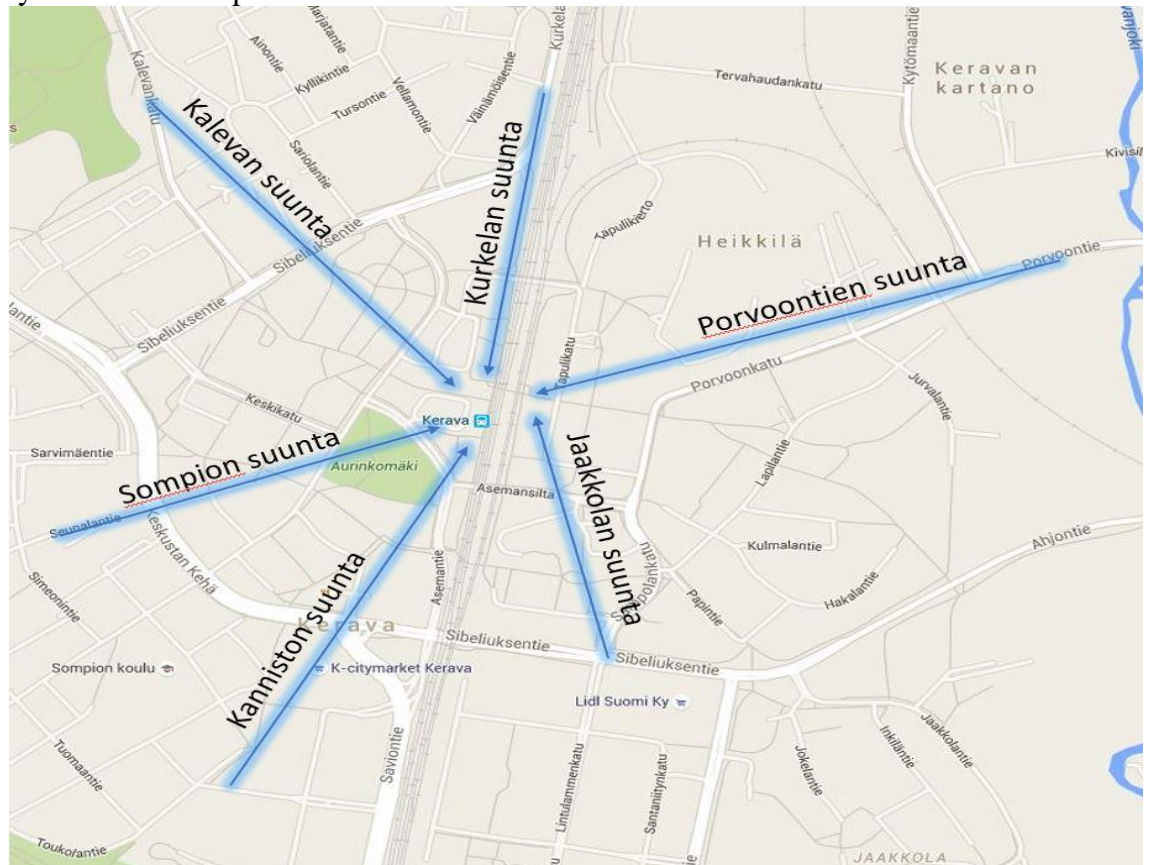 Kurkela
Kalevankatu
Ainontie
Kyllikintie
Tursontie
Vellamontie
Väinämöisentie
Sariolantie
Tervahaudankatu
Kytömaantie
Keravan
kartano
Kalevan suunta
Kurkelan suunta
Sibeliuksentie
Tapulikierto
Heikkilä
Porvoontie
Porvoontien suunta
Sibeliuksentie
Tapulikatu
Porvoonkatu
Jurvalantie
Keskikatu
Kerava
Sarvimäentie
Sompion suunta
Aurinkomäki
Asemansilta
Jaakkolan suunta
Lapilantie
Seunalantie
Keskustan Kehä
Kulmalantie
Ahjontie
Simeonintie
Asemantie
Papintie
Hakalantie
Kanniston suunta
Kerava
Sibeliuksentie
Sibeliuksentie
Sompion koulu
K-citymarket Kerava
Lidl Suomi Ky
Tuomaantie
Saviontie
Jaakkolantie
Inkiläntie
Jokelantie
Lintulammenkatu
Santaniitynkatu
Toukolantie
JAAKKOLA